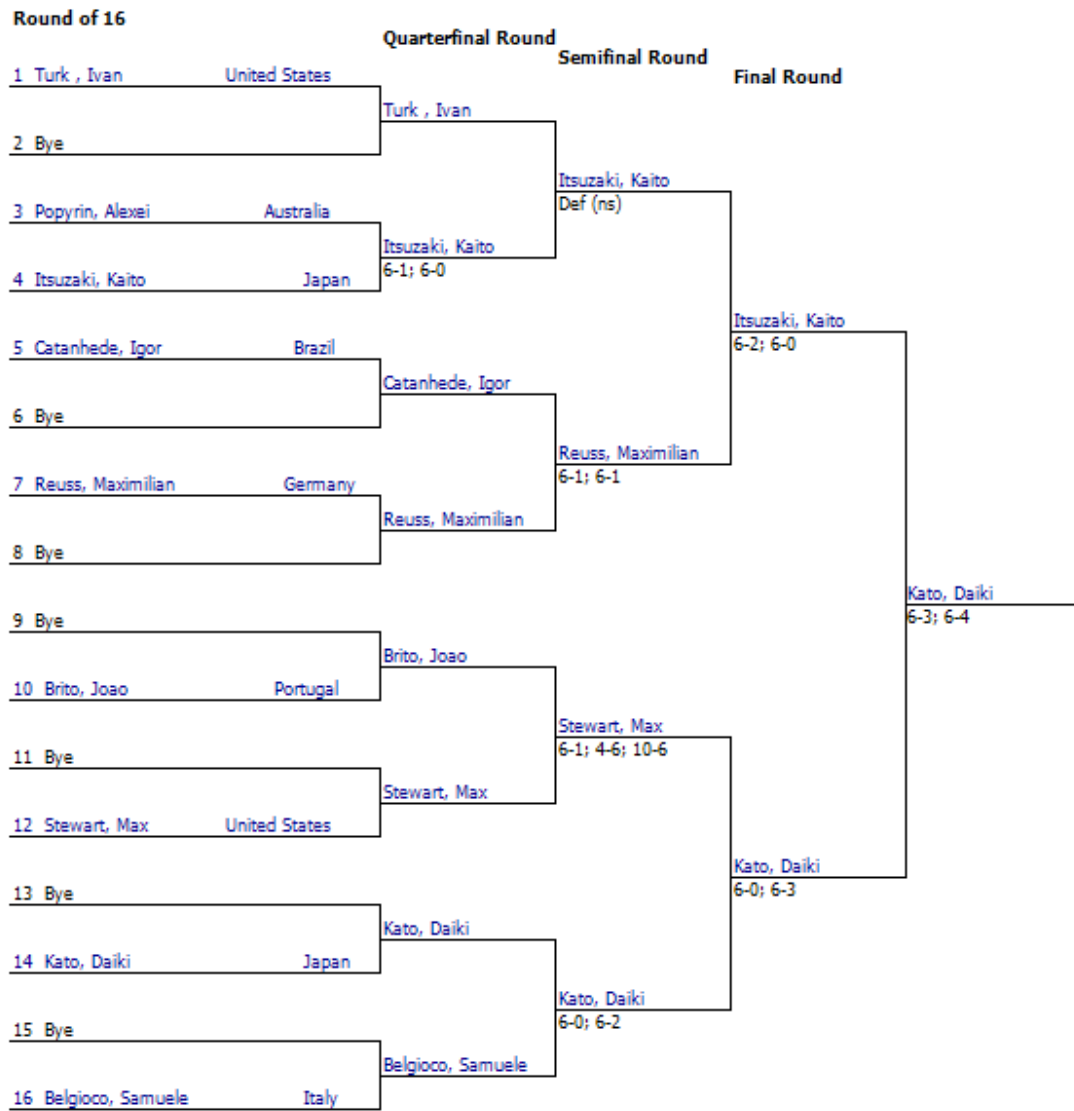 Round of 16
Quarterfinal Round
Semifinal Round
Final Round
1 Turk , Ivan United States
Turk , Ivan
2 Bye
Itsuzaki, Kaito
Def (ns)
3 Popyrin, Alexei Australia
Itsuzaki, Kaito
6-1; 6-0
4 Itsuzaki, Kaito Japan
Itsuzaki, Kaito
6-2; 6-0
5 Catanhede, Igor Brazil
Catanhede, Igor
6 Bye
Reuss, Maximilian
6-1; 6-1
7 Reuss, Maximilian Germany
Reuss, Maximilian
8 Bye
Kato, Daiki
6-3; 6-4
9 Bye
Brito, Joao
10 Brito, Joao Portugal
Stewart, Max
6-1; 4-6; 10-6
11 Bye
Stewart, Max
12 Stewart, Max United States
Kato, Daiki
6-0; 6-3
13 Bye
Kato, Daiki
14 Kato, Daiki Japan
Kato, Daiki
6-0; 6-2
15 Bye
Belgioco, Samuele
16 Belgioco, Samuele Italy